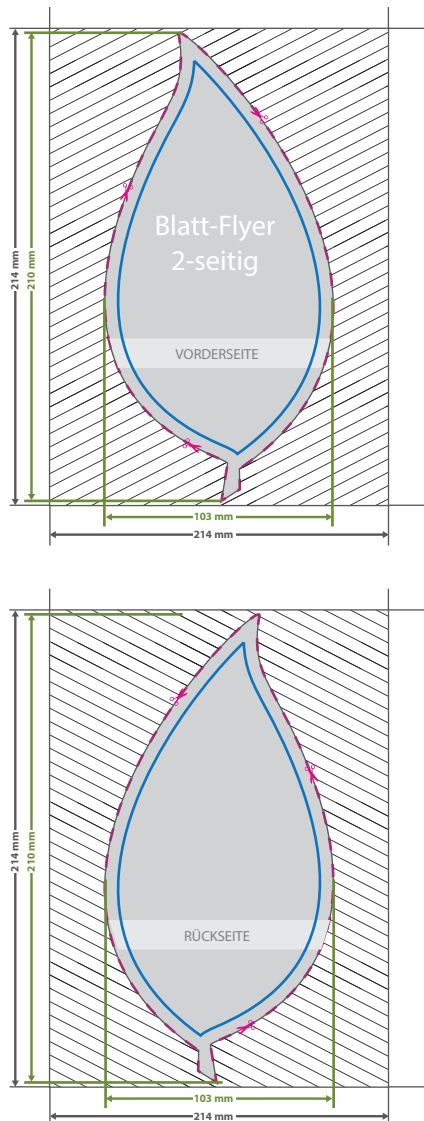 214 mm
210 mm
Blatt-Flyer
2-seitig
VORDERSEITE
103 mm
214 mm
214 mm
210 mm
RÜCKSEITE
103 mm
214 mm